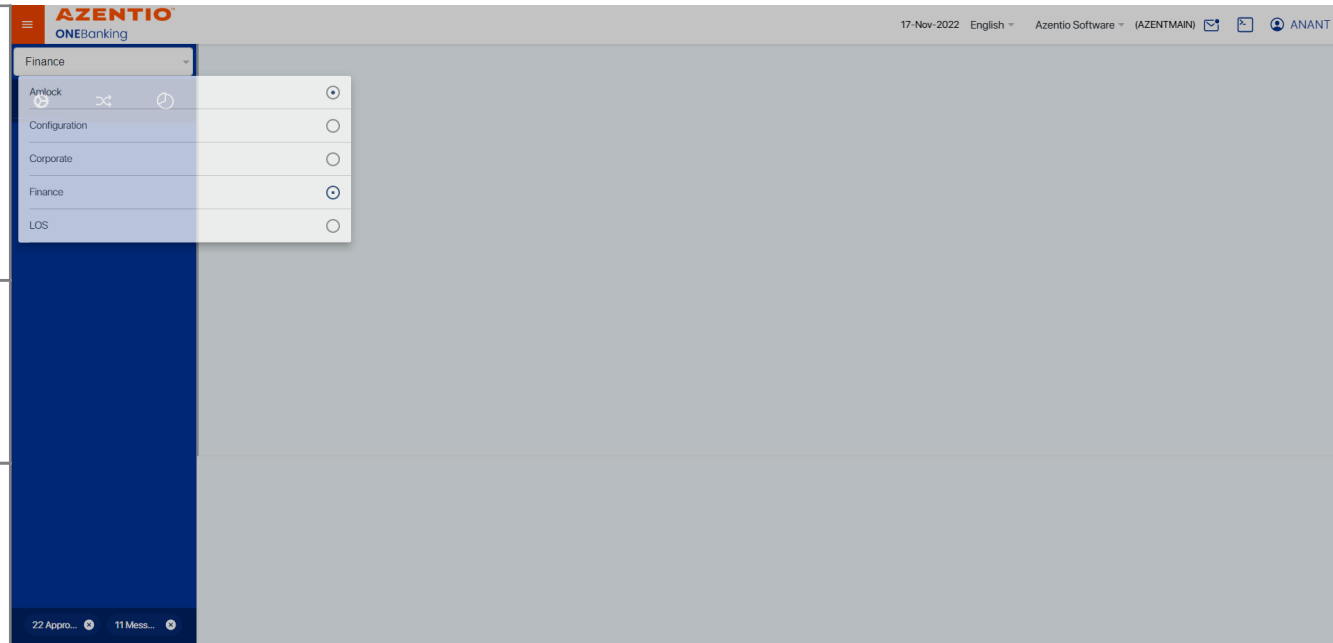 AZENTIO™
ONEBanking
17-Nov-2022 English Azentio Software (AZENTMAIN) ANANT
Finance
Amlock
Configuration
Corporate
Finance
LOS
22 Appro... 11 Mess...